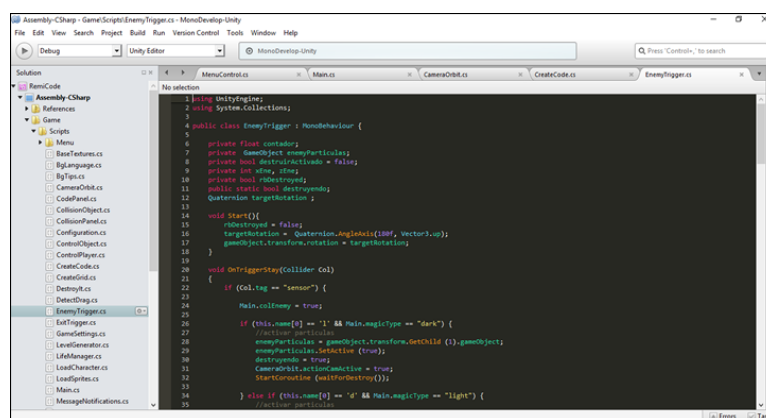 Assembly-CSharp - Game\Scripts\EnemyTrigger.cs - MonoDevelop-Unity
File Edit View Search Project Build Run Version Control Tools Window Help
Debug Unity Editor MonoDevelop-Unity Press 'Control+,' to search
Solution
MenuControl.cs Main.cs CameraOrbit.cs CreateCode.cs EnemyTrigger.cs
No selection
RemiCode
Assembly-CSharp
References
Game
Scripts
Menu
BaseTextures.cs
BgLanguage.cs
BgTips.cs
CameraOrbit.cs
CodePanel.cs
CollisionObject.cs
CollisionPanel.cs
Configuration.cs
ControlObject.cs
ControlPlayer.cs
CreateCode.cs
CreateGrid.cs
DestroyIt.cs
DetectDrag.cs
EnemyTrigger.cs
ExitTrigger.cs
GameSettings.cs
LevelGenerator.cs
LifeManager.cs
LoadCharacter.cs
LoadSprites.cs
Main.cs
MessageNotifications.cs
1 using UnityEngine;
2 using System.Collections;
3
4 public class EnemyTrigger : MonoBehaviour {
5
6 private float contador;
7 private GameObject enemyParticulas;
8 private bool destruirActivado = false;
9 private int xEne, zEne;
10 private bool rbDestroyed;
11 public static bool destruyendo;
12 Quaternion targetRotation ;
13
14 void Start(){
15 rbDestroyed = false;
16 targetRotation = Quaternion.AngleAxis(180f, Vector3.up);
17 gameObject.transform.rotation = targetRotation;
18 }
19
20 void OnTriggerStay(Collider Col)
21 {
22 if (Col.tag == "sensor") {
23
24 Main.colEnemy = true;
25
26 if (this.name[0] == 'l' && Main.magicType == "dark") {
27 //activar particulas
28 enemyParticulas = gameObject.transform.GetChild (1).gameObject;
29 enemyParticulas.SetActive (true);
30 destruyendo = true;
31 CameraOrbit.actionCamActive = true;
32 StartCoroutine (waitForDestroy());
33
34 } else if (this.name[0] == 'd' && Main.magicType == "light") {
35 //activar particulas
Errors Ta